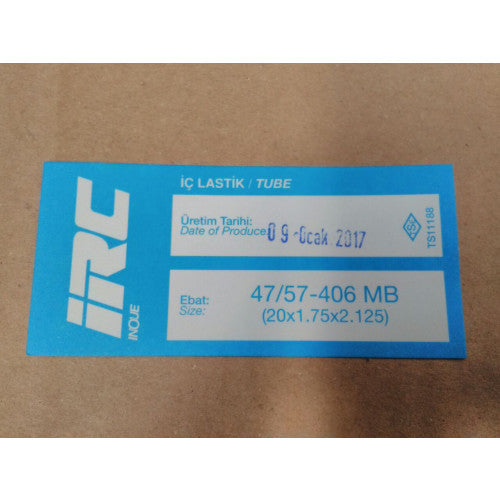 iRC
INOUE
İÇ LASTİK / TUBE
Üretim Tarihi:
Date of Produce:
09-Ocak 2017
Ebat:
Size:
47/57-406 MB
(20x1.75x2.125)
TSE
TS11188